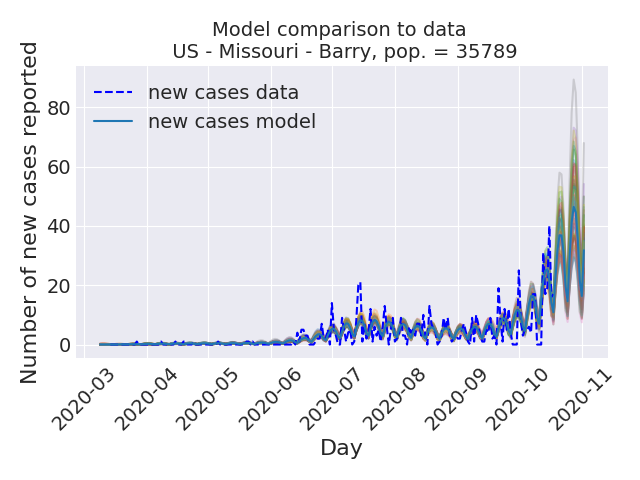 Model comparison to data
US - Missouri - Barry, pop. = 35789
Number of new cases reported
80
60
40
20
0
new cases data
new cases model
2020-03
2020-04
2020-05
2020-06
2020-07
2020-08
2020-09
2020-10
2020-11
Day